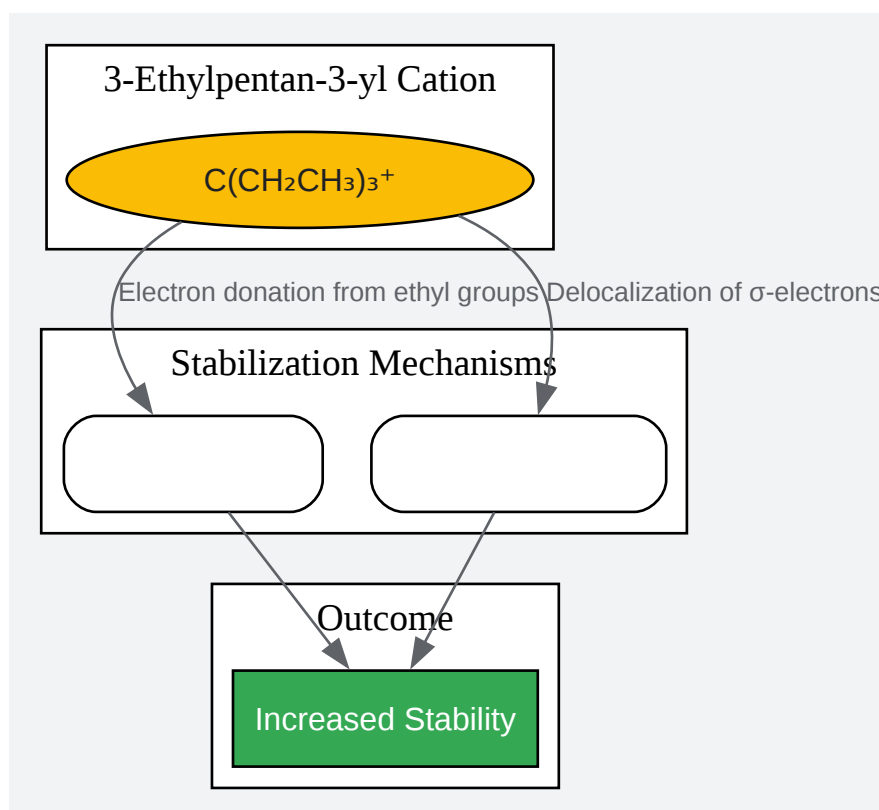 3-Ethylpentan-3-yl Cation
C(CH₂CH₃)₃⁺
Electron donation from ethyl groups
Delocalization of σ-electrons
Stabilization Mechanisms
Outcome
Increased Stability